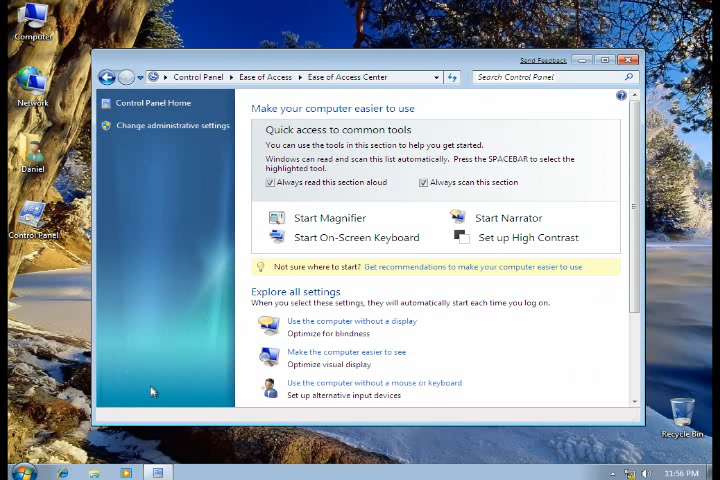 Computer
Network
Daniel
Control Panel
Send Feedback
Control Panel
Ease of Access
Ease of Access Center
Search Control Panel
Control Panel Home
Change administrative settings
Make your computer easier to use
Quick access to common tools
You can use the tools in this section to help you get started.
Windows can read and scan this list automatically. Press the SPACEBAR to select the
highlighted tool.
Always read this section aloud
Always scan this section
Start Magnifier
Start Narrator
Start On-Screen Keyboard
Set up High Contrast
Not sure where to start? Get recommendations to make your computer easier to use
Explore all settings
When you select these settings, they will automatically start each time you log on.
Use the computer without a display
Optimize for blindness
Make the computer easier to see
Optimize visual display
Use the computer without a mouse or keyboard
Set up alternative input devices
Recycle Bin
11:56 PM